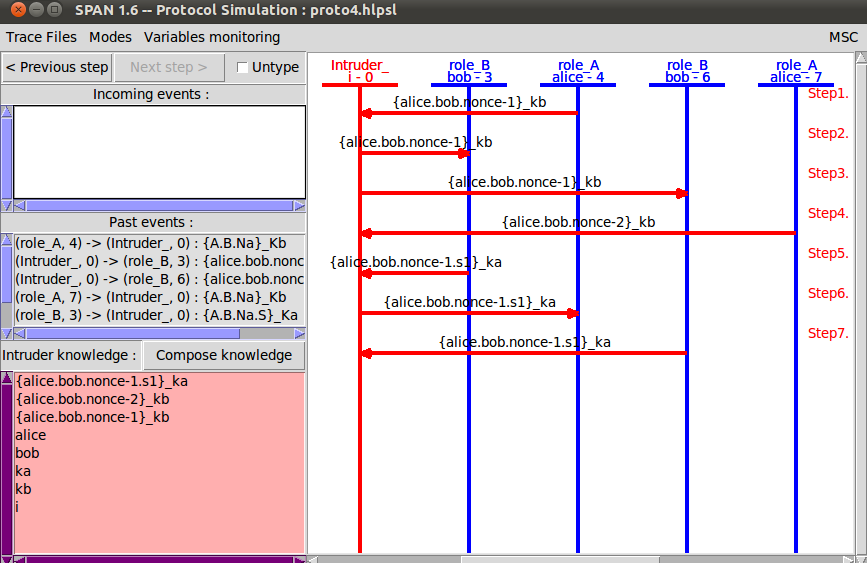 SPAN 1.6 -- Protocol Simulation : proto4.hlpsl
Trace Files Modes Variables monitoring MSC
< Previous step Next step > Untype
Incoming events :
Past events :
(role_A, 4) -> (Intruder_, 0) : {A.B.Na}_Kb
(Intruder_, 0) -> (role_B, 3) : {alice.bob.nonc
(Intruder_, 0) -> (role_B, 6) : {alice.bob.nonc
(role_A, 7) -> (Intruder_, 0) : {A.B.Na}_Kb
(role_B, 3) -> (Intruder_, 0) : {A.B.Na.S}_Ka
Intruder knowledge : Compose knowledge
{alice.bob.nonce-1.s1}_ka
{alice.bob.nonce-2}_kb
{alice.bob.nonce-1}_kb
alice
bob
ka
kb
i
Intruder_ role_B role_A role_B role_A
i - 0 bob - 3 alice - 4 bob - 6 alice - 7
Step1.
{alice.bob.nonce-1}_kb
Step2.
{alice.bob.nonce-1}_kb
Step3.
{alice.bob.nonce-1}_kb
Step4.
{alice.bob.nonce-2}_kb
Step5.
{alice.bob.nonce-1.s1}_ka
Step6.
{alice.bob.nonce-1.s1}_ka
Step7.
{alice.bob.nonce-1.s1}_ka